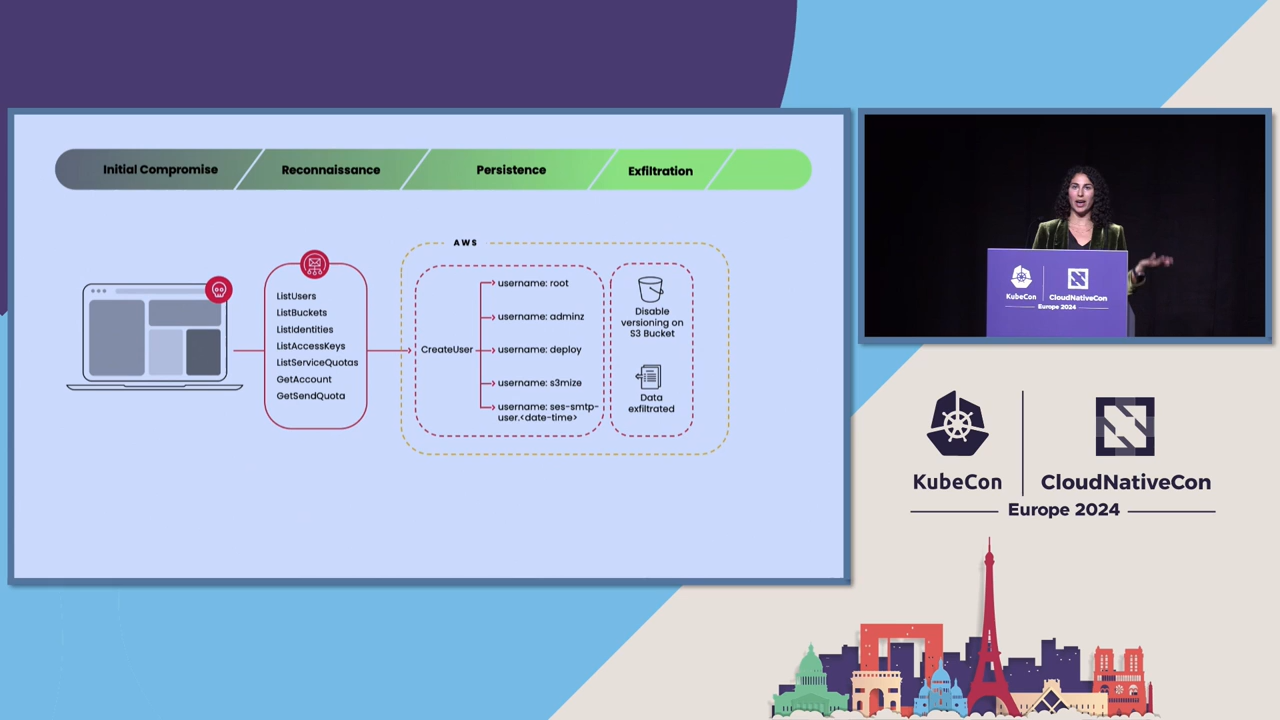 Initial Compromise
Reconnaissance
Persistence
Exfiltration
AWS
ListUsers
ListBuckets
ListIdentities
ListAccessKeys
ListServiceQuotas
GetAccount
GetSendQuota
CreateUser
username: root
username: adminz
username: deploy
username: s3mize
username: ses-smtp-
user.<date-time>
Disable
versioning on
S3 Bucket
Data
exfiltrated
KubeCon
CloudNativeCon
Europe 2024
KubeCon
CloudNativeCon
Europe 2024